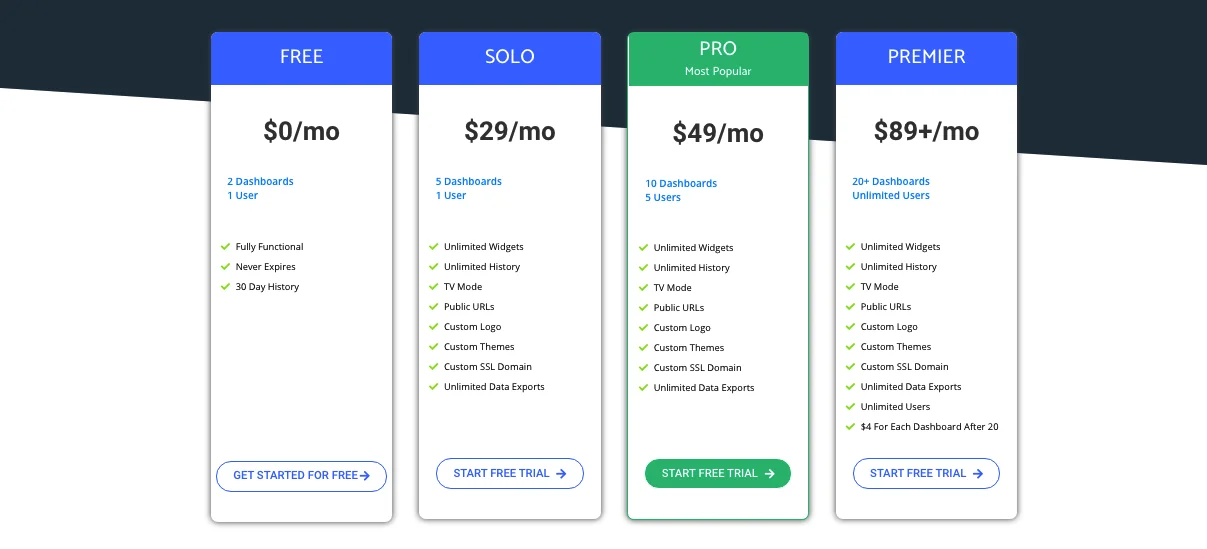 FREE
$0/mo
2 Dashboards
1 User
Fully Functional
Never Expires
30 Day History
GET STARTED FOR FREE
SOLO
$29/mo
5 Dashboards
1 User
Unlimited Widgets
Unlimited History
TV Mode
Public URLs
Custom Logo
Custom Themes
Custom SSL Domain
Unlimited Data Exports
START FREE TRIAL
PRO
Most Popular
$49/mo
10 Dashboards
5 Users
Unlimited Widgets
Unlimited History
TV Mode
Public URLs
Custom Logo
Custom Themes
Custom SSL Domain
Unlimited Data Exports
START FREE TRIAL
PREMIER
$89+/mo
20+ Dashboards
Unlimited Users
Unlimited Widgets
Unlimited History
TV Mode
Public URLs
Custom Logo
Custom Themes
Custom SSL Domain
Unlimited Data Exports
Unlimited Users
$4 For Each Dashboard After 20
START FREE TRIAL